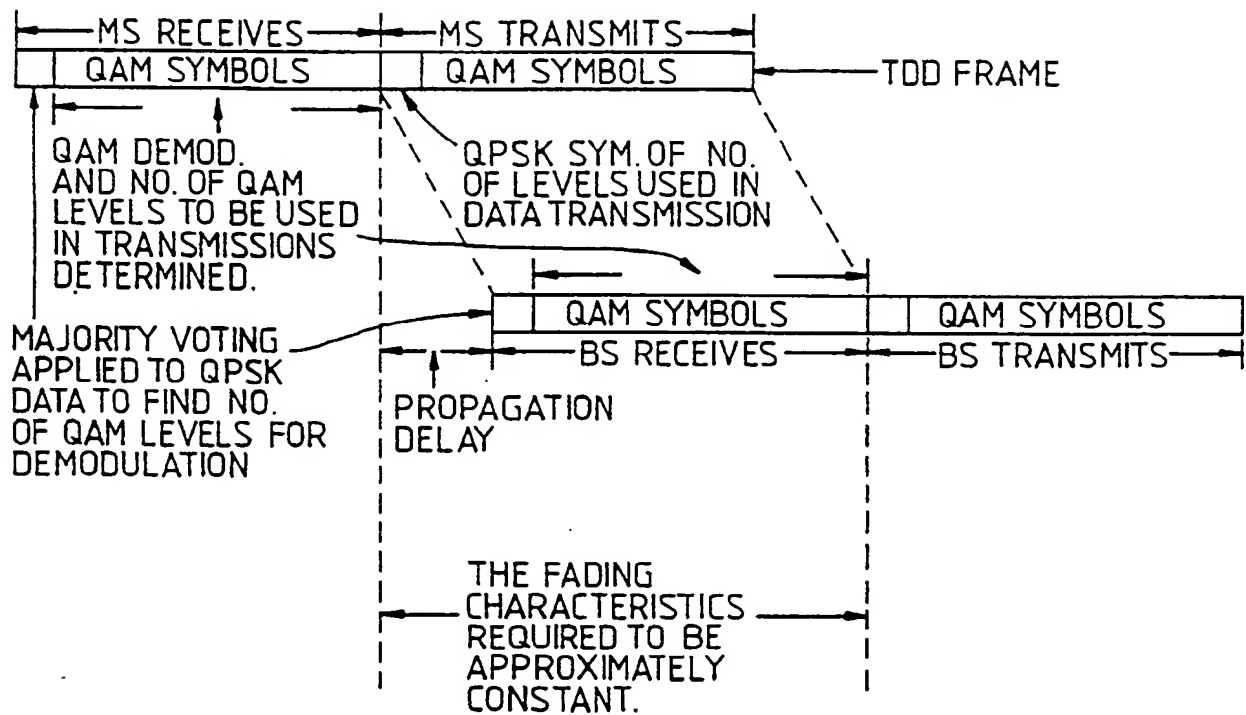 MS RECEIVES
MS TRANSMITS
QAM SYMBOLS
QAM SYMBOLS
TDD FRAME
QAM DEMOD.
AND NO. OF QAM
LEVELS TO BE USED
IN TRANSMISSIONS
DETERMINED.
QPSK SYM. OF NO.
OF LEVELS USED IN
DATA TRANSMISSION
QAM SYMBOLS
QAM SYMBOLS
BS RECEIVES
BS TRANSMITS
MAJORITY VOTING
APPLIED TO QPSK
DATA TO FIND NO.
OF QAM LEVELS FOR
DEMODULATION
PROPAGATION
DELAY
THE FADING
CHARACTERISTICS
REQUIRED TO BE
APPROXIMATELY
CONSTANT.